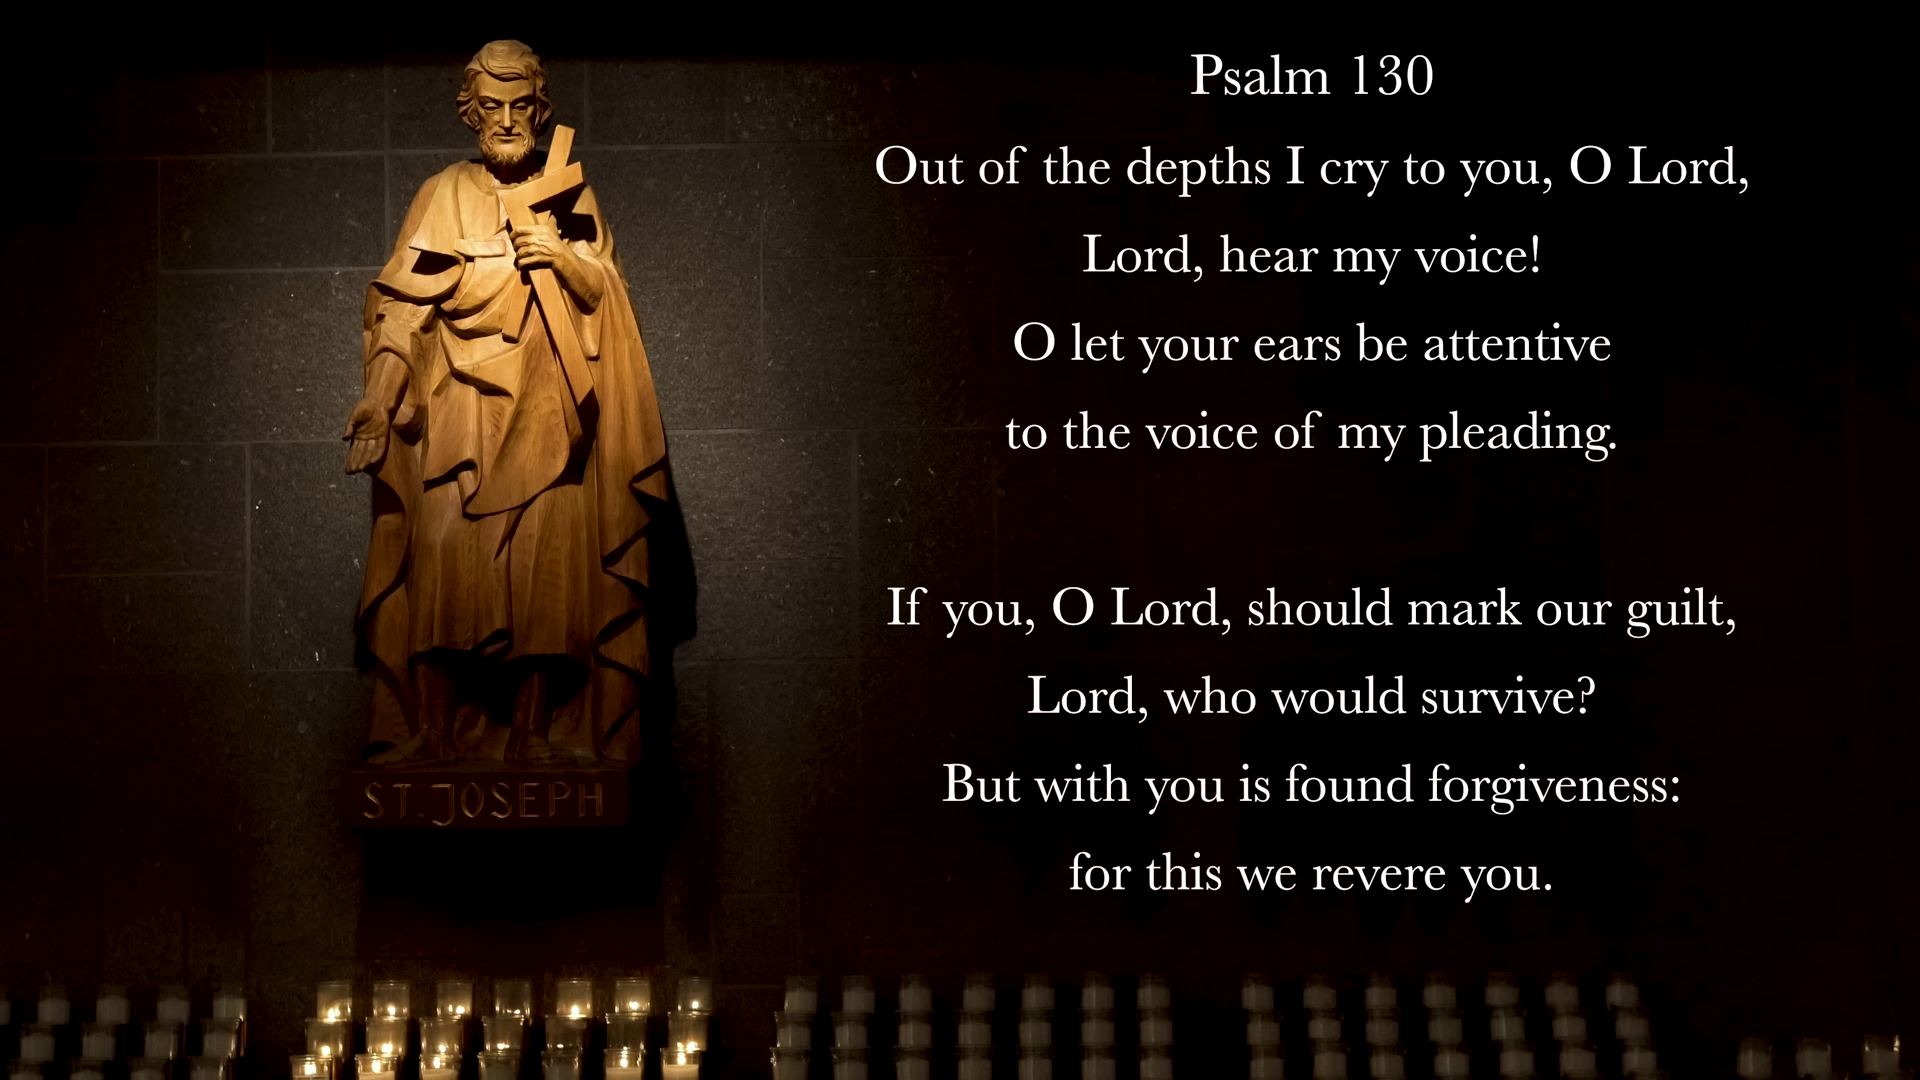 Psalm 130
Out of the depths I cry to you, O Lord,
Lord, hear my voice!
O let your ears be attentive
to the voice of my pleading.
If you, O Lord, should mark our guilt,
Lord, who would survive?
But with you is found forgiveness:
for this we revere you.
ST. JOSEPH